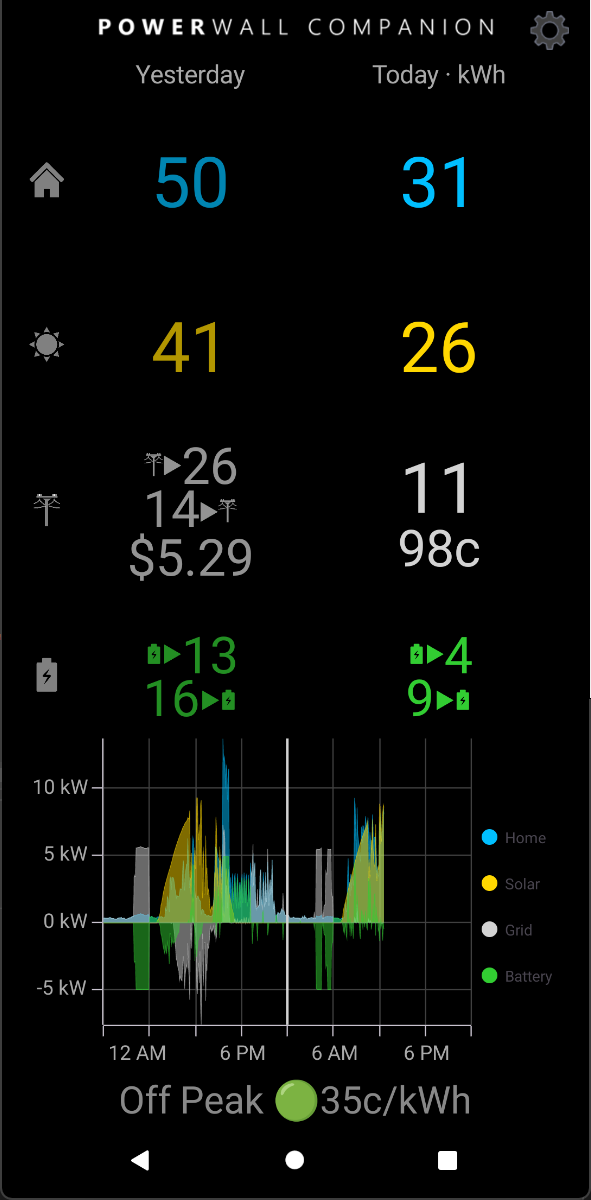 POWERWALL COMPANION
Yesterday Today · kWh
50 31
41 26
26
14
$5.29
11
98c
13
16
4
9
10 kW
5 kW
0 kW
-5 kW
Home
Solar
Grid
Battery
12 AM 6 PM 6 AM 6 PM
Off Peak 35c/kWh